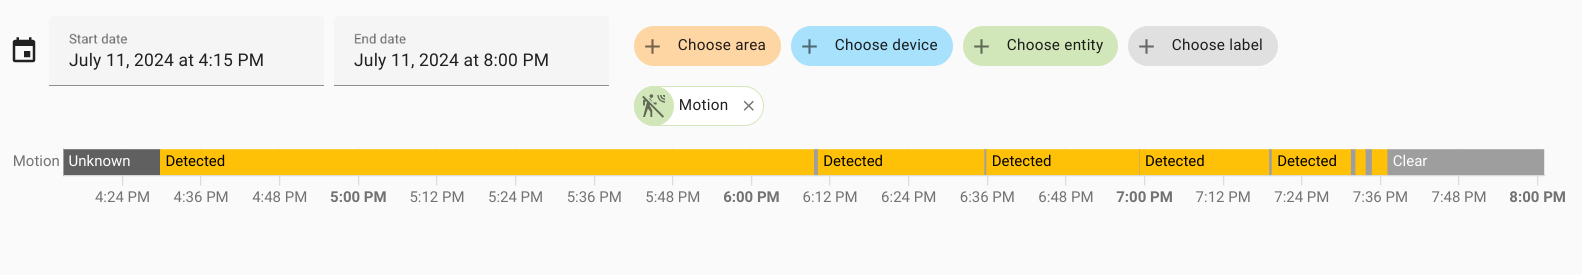 Start date
July 11, 2024 at 4:15 PM
End date
July 11, 2024 at 8:00 PM
Choose area
Choose device
Choose entity
Choose label
Motion
Motion Unknown Detected Detected Detected Detected Detected Clear
4:24 PM 4:36 PM 4:48 PM 5:00 PM 5:12 PM 5:24 PM 5:36 PM 5:48 PM 6:00 PM 6:12 PM 6:24 PM 6:36 PM 6:48 PM 7:00 PM 7:12 PM 7:24 PM 7:36 PM 7:48 PM 8:00 PM